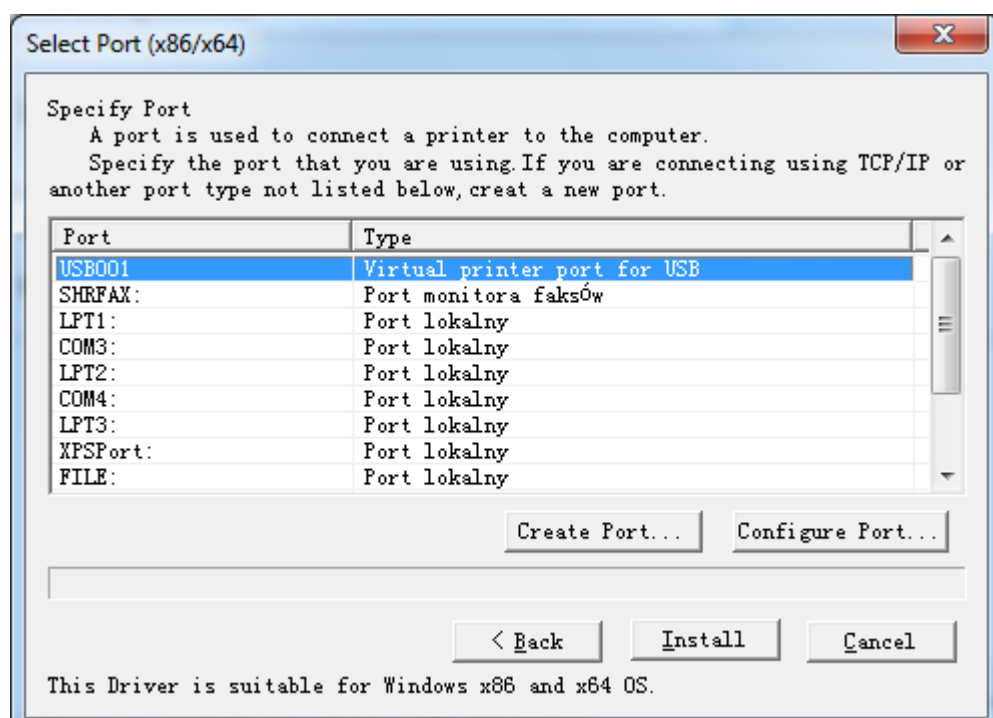 Select Port (x86/x64)
Specify Port
A port is used to connect a printer to the computer.
Specify the port that you are using.If you are connecting using TCP/IP or
another port type not listed below,creat a new port.
Port Type
USB001 Virtual printer port for USB
SHRFAX: Port monitora faksów
LPT1: Port lokalny
COM3: Port lokalny
LPT2: Port lokalny
COM4: Port lokalny
LPT3: Port lokalny
XPSPort: Port lokalny
FILE: Port lokalny
Create Port... Configure Port...
< Back Install Cancel
This Driver is suitable for Windows x86 and x64 OS.